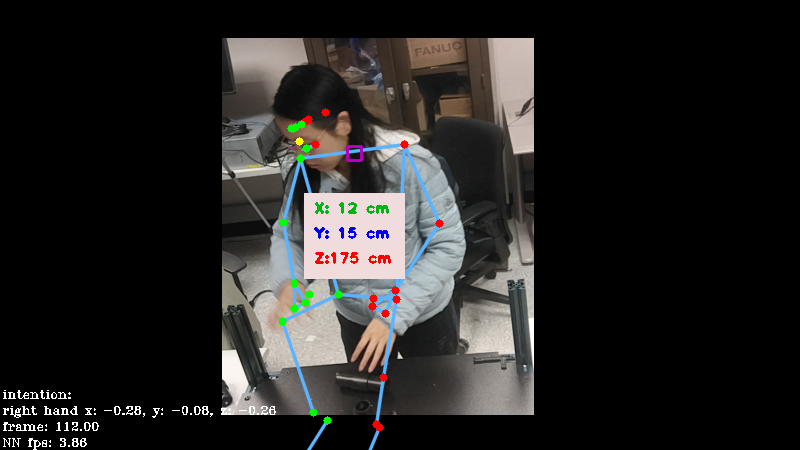 FANUC
X: 12 cm
Y: 15 cm
Z:175 cm
intention:
right hand x: −0.28, y: −0.08, z: −0.26
frame: 112.00
NN fps: 3.86